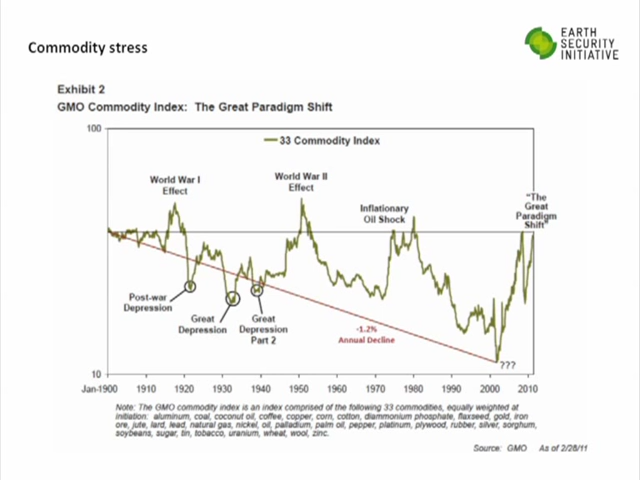 Commodity stress
EARTH
SECURITY
INITIATIVE
Exhibit 2
GMO Commodity Index: The Great Paradigm Shift
100
33 Commodity Index
World War I
Effect
World War II
Effect
Inflationary
Oil Shock
"The
Great
Paradigm
Shift"
Post-war
Depression
Great
Depression
Great
Depression
Part 2
-1.2%
Annual Decline
???
10
Jan-1900 1910 1920 1930 1940 1950 1960 1970 1980 1990 2000 2010
Note: The GMO commodity index is an index comprised of the following 33 commodities, equally weighted at
initiation: aluminum, coal, coconut oil, coffee, copper, corn, cotton, diammonium phosphate, flaxseed, gold, iron
ore, jute, lard, lead, natural gas, nickel, oil, palladium, palm oil, pepper, platinum, plywood, rubber, silver, sorghum,
soybeans, sugar, tin, tobacco, uranium, wheat, wool, zinc.
Source: GMO As of 2/28/11